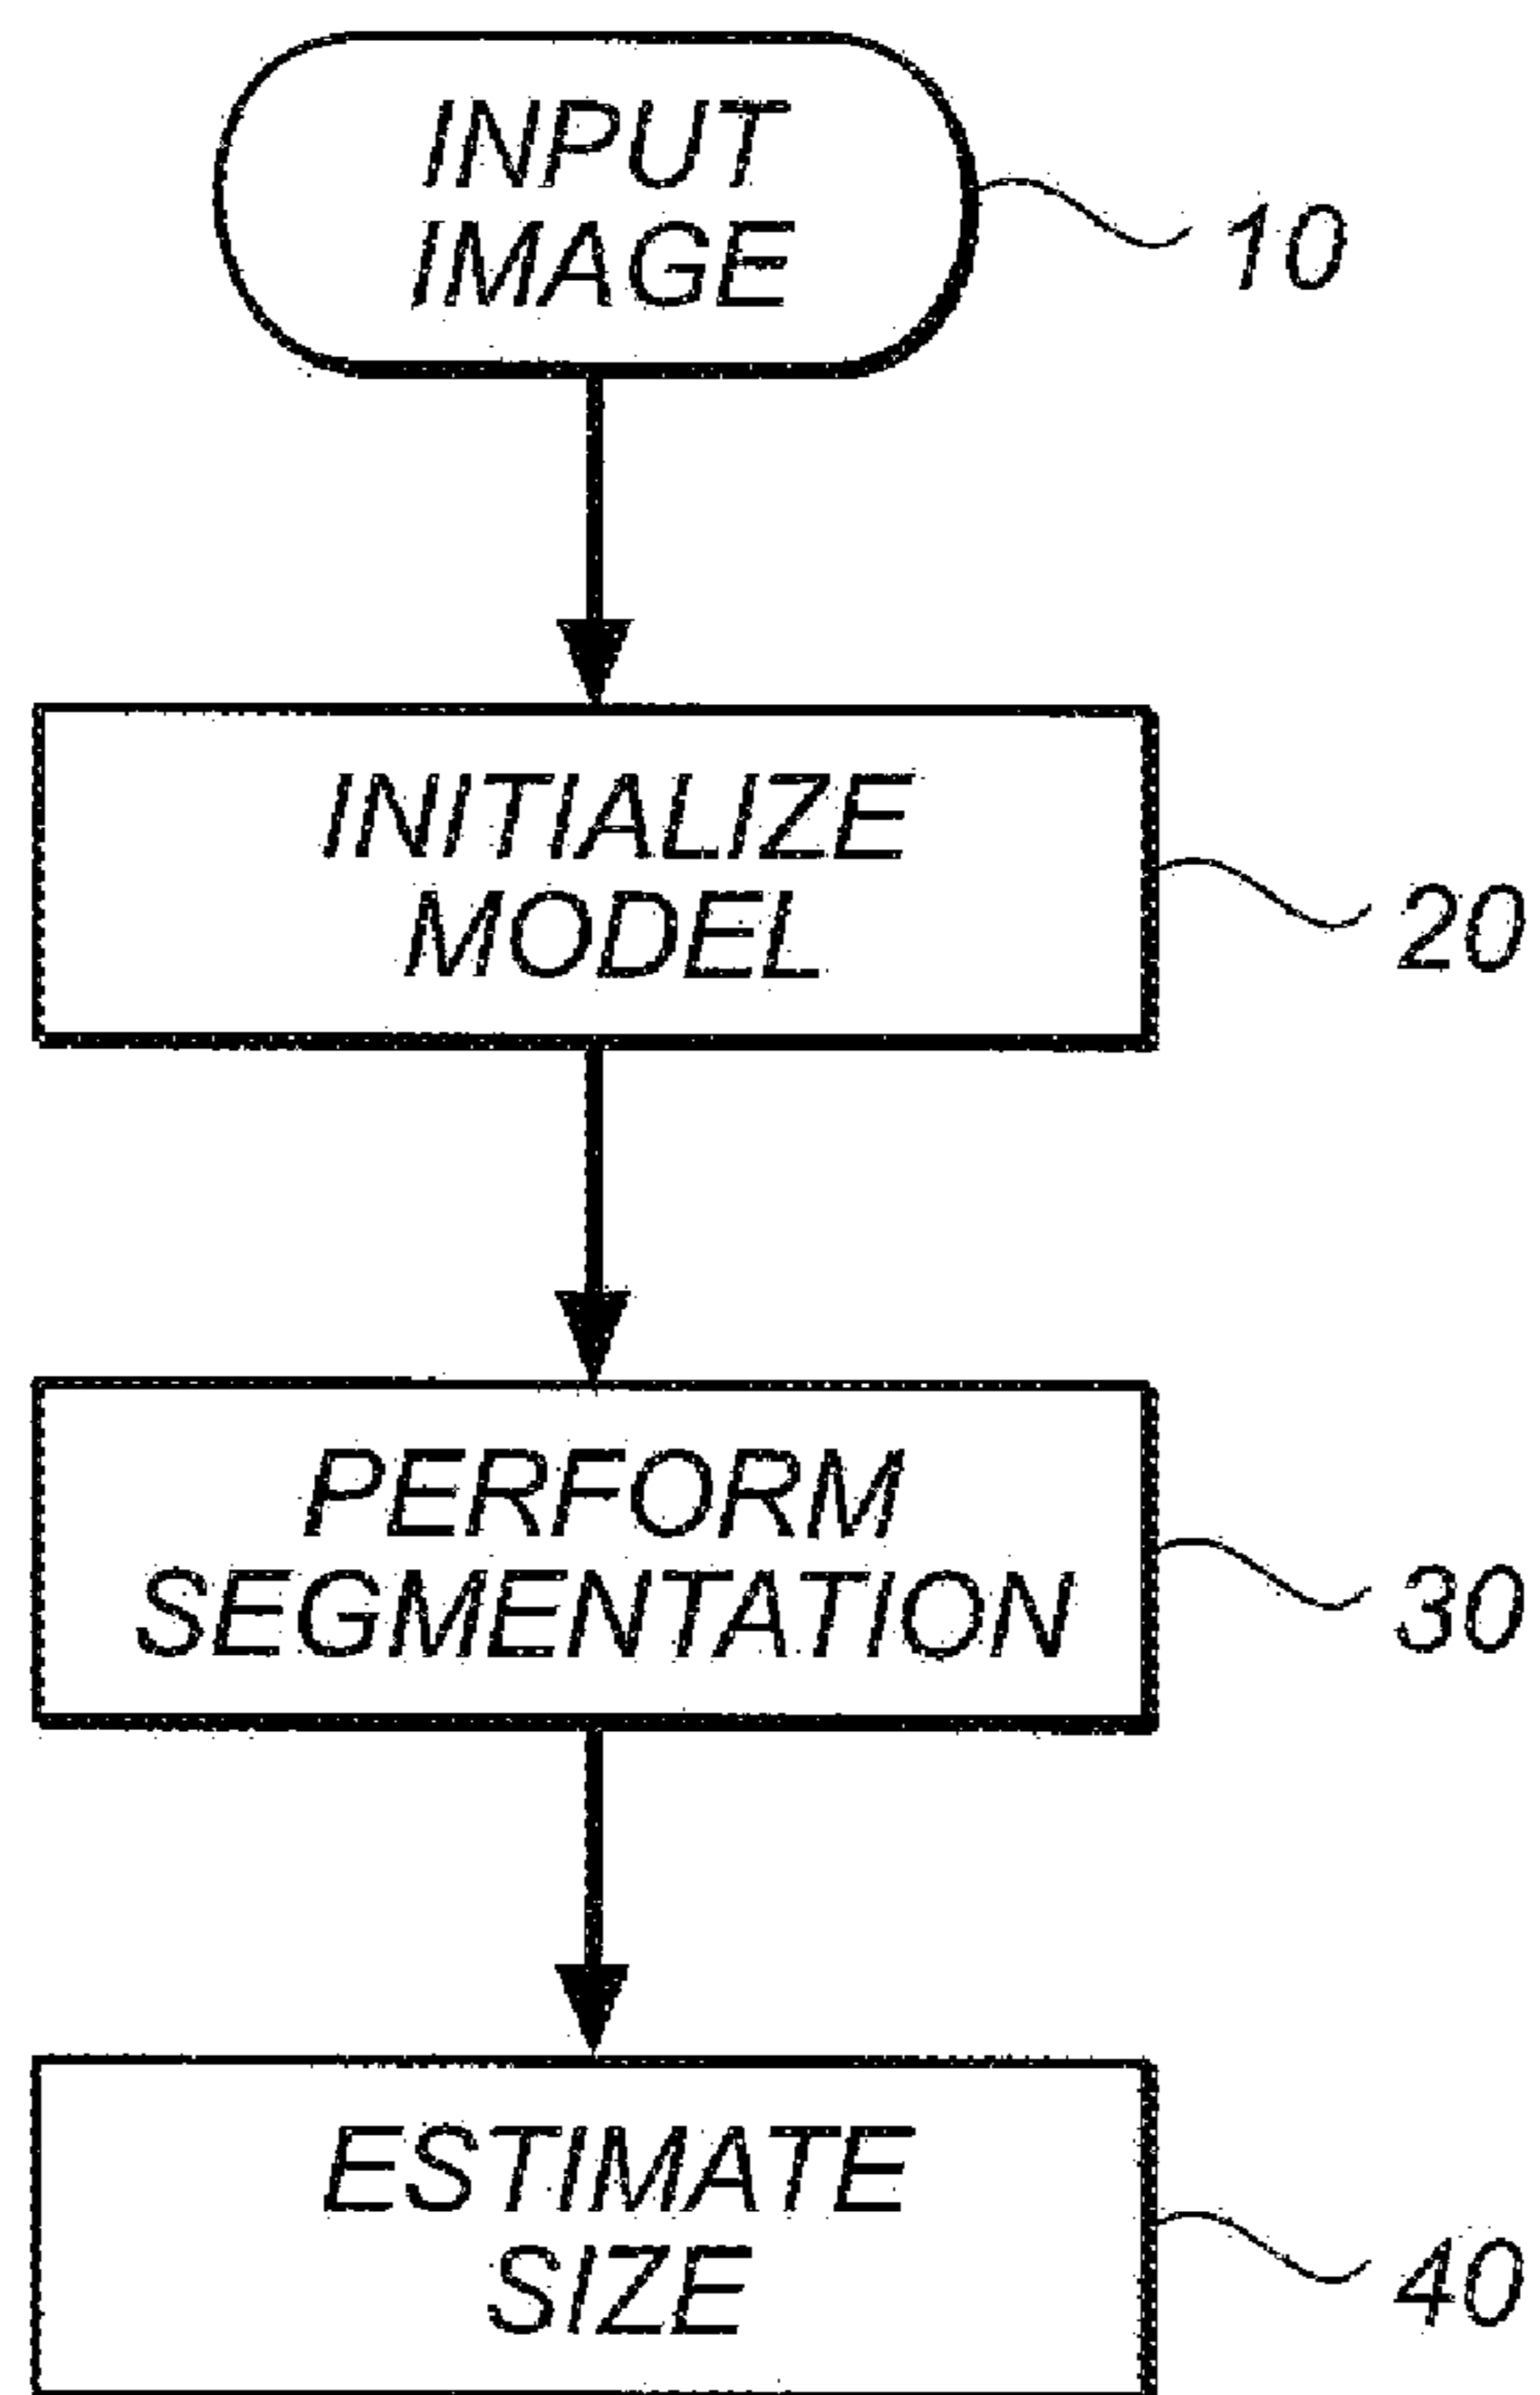 INPUT
IMAGE
10
INITIALIZE
MODEL
20
PERFORM
SEGMENTATION
30
ESTIMATE
SIZE
40